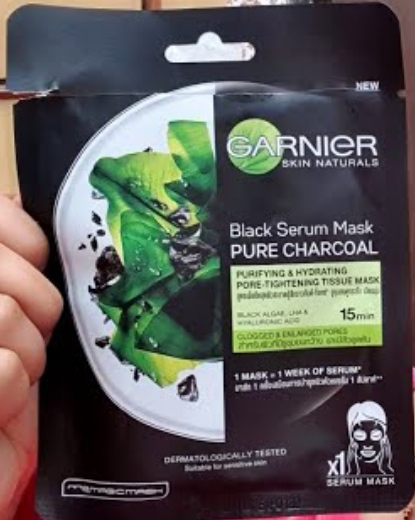 NEW
GARNIER
SKIN NATURALS
Black Serum Mask
PURE CHARCOAL
PURIFYING & HYDRATING
PORE-TIGHTENING TISSUE MASK
BLACK ALGAE, LHA &
HYALURONIC ACID
15min
CLOGGED & ENLARGED PORES
1 MASK = 1 WEEK OF SERUM*
DERMATOLOGICALLY TESTED
Suitable for sensitive skin
x1
SERUM MASK